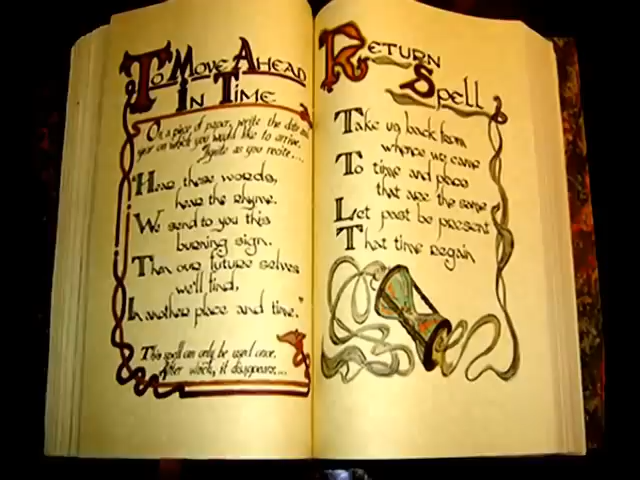 To Move Ahead
In Time
On a piece of paper, write the date and
year on which you would like to arrive.
Ignite as you recite....
"Hear these words,
hear the rhyme.
We send to you this
burning sign.
Then our future selves
we'll find,
In another place and time."
This spell can only be used once.
After which, it disappears...
Return
Spell
Take us back from
whence we came
To time and place
that are the same
Let past be present
That time regain